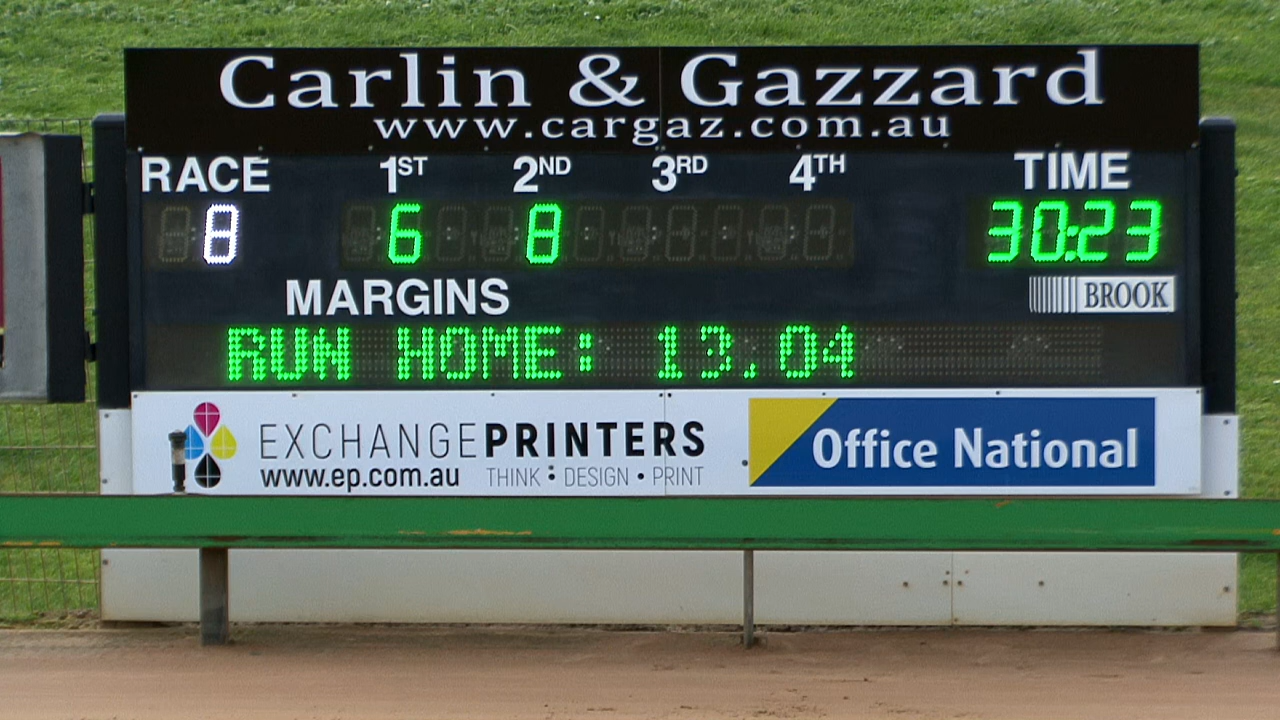 Carlin & Gazzard
www.cargaz.com.au
RACE 1ST 2ND 3RD 4TH TIME
8 6 8 30:23
MARGINS BROOK
RUN HOME: 13.04
EXCHANGEPRINTERS Office National
www.ep.com.au THINK • DESIGN • PRINT